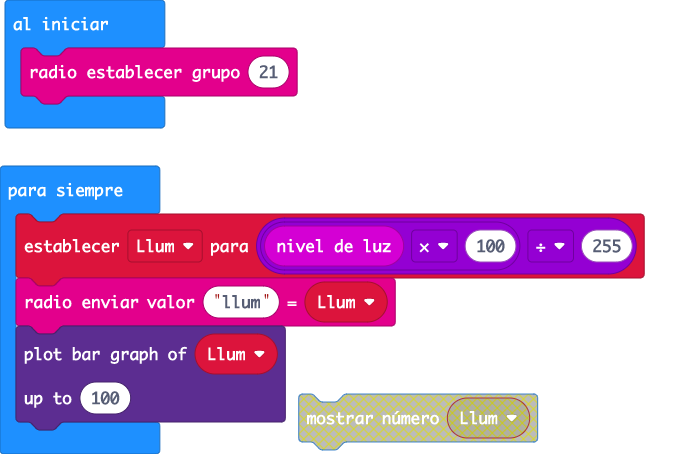 al iniciar
radio establecer grupo 21
para siempre
establecer Llum para nivel de luz × 100 ÷ 255
radio enviar valor "llum" = Llum
plot bar graph of Llum
up to 100
mostrar número Llum